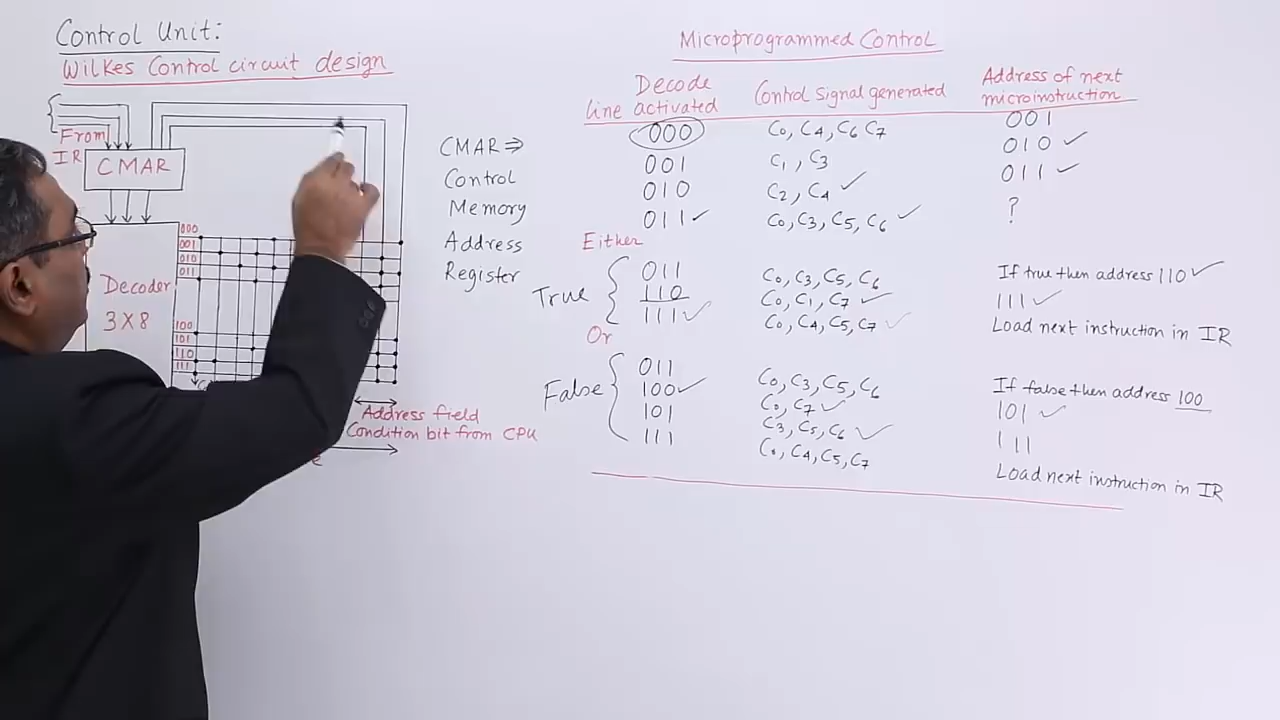 Control Unit:
Wilkes Control circuit design
From
IR
CMAR
Decoder
3X8
000
001
010
011
100
101
110
111
Address field
Condition bit from CPU
CMAR ⇒
Control
Memory
Address
Register
Microprogrammed Control
Decode line activated Control signal generated Address of next microinstruction
000 C0, C4, C6 C7 001
001 C1, C3 010 ✓
010 C2, C4 ✓ 011 ✓
011 ✓ C0, C3, C5, C6 ✓ ?
Either
True
011 C0, C3, C5, C6 If true then address 110 ✓
110 C0, C1, C7 ✓ 111 ✓
111 ✓ C0, C4, C5, C7 ✓ Load next instruction in IR
Or
False
011 C0, C3, C5, C6 If false then address 100
100 ✓ C0, C7 ✓ 101 ✓
101 C3, C5, C6 ✓ 111
111 C0, C4, C5, C7 Load next instruction in IR